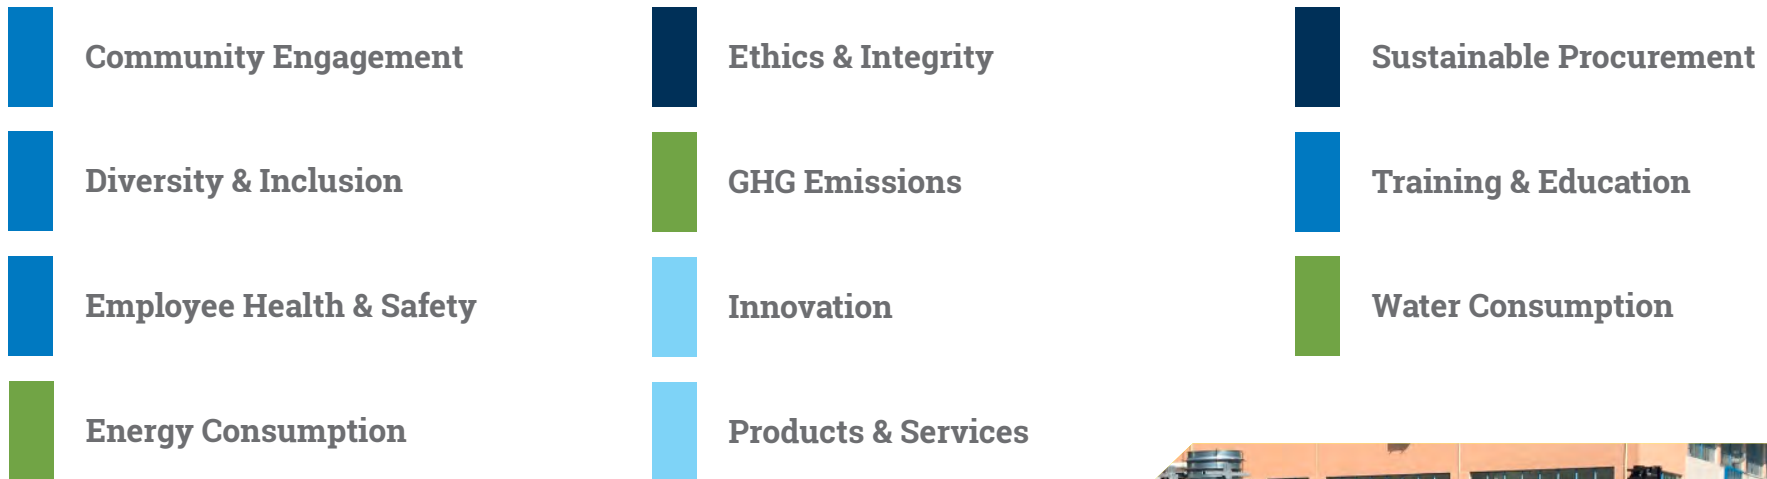 Community Engagement
Diversity & Inclusion
Employee Health & Safety
Energy Consumption
Ethics & Integrity
GHG Emissions
Innovation
Products & Services
Sustainable Procurement
Training & Education
Water Consumption